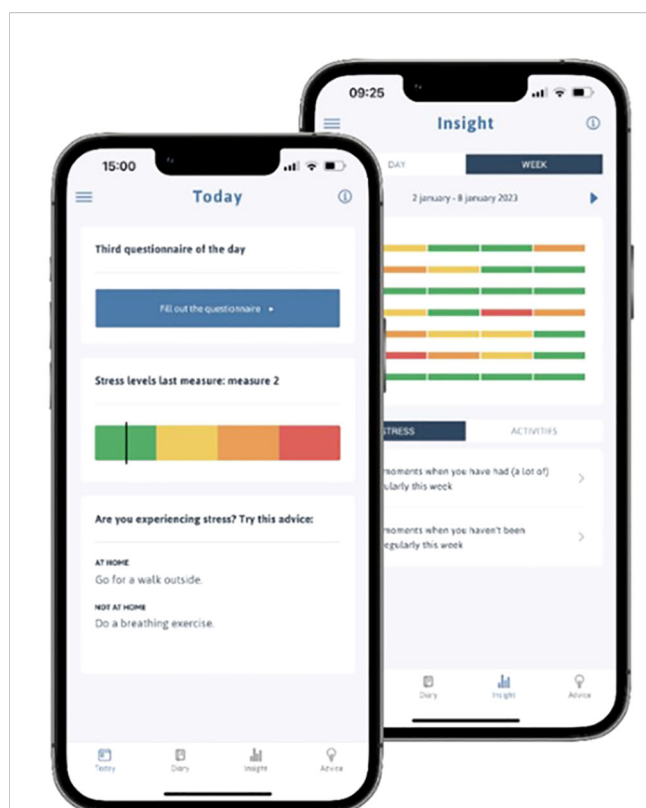 15:00
Today
Third questionnaire of the day
Fill out the questionnaire
Stress levels last measure: measure 2
Are you experiencing stress? Try this advice:
AT HOME
Go for a walk outside.
NOT AT HOME
Do a breathing exercise.
Today
Diary
Insight
Advice
09:25
Insight
DAY
WEEK
2 january - 8 january 2023
STRESS
ACTIVITIES
moments when you have had (a lot of)
this week
moments when you haven't been
this week
Diary
Insight
Advice